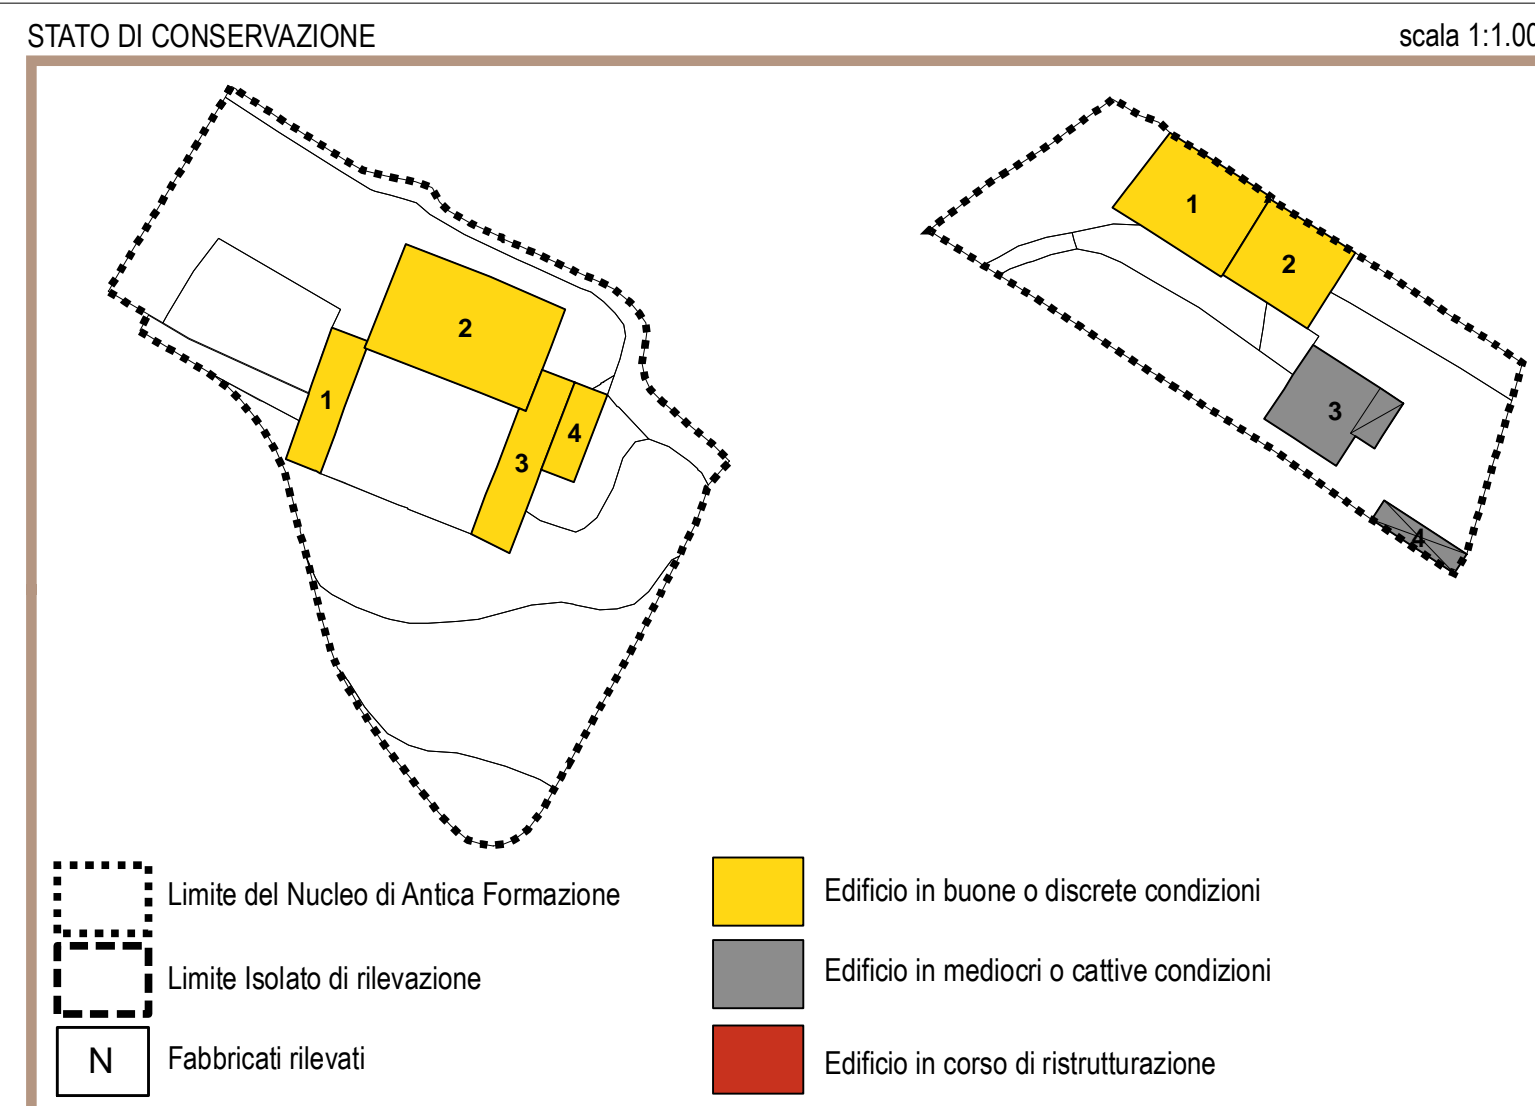 STATO DI CONSERVAZIONE
scala 1:1.00
1
2
3
4
1
2
3
4
Limite del Nucleo di Antica Formazione
Limite Isolato di rilevazione
N Fabbricati rilevati
Edificio in buone o discrete condizioni
Edificio in mediocri o cattive condizioni
Edificio in corso di ristrutturazione